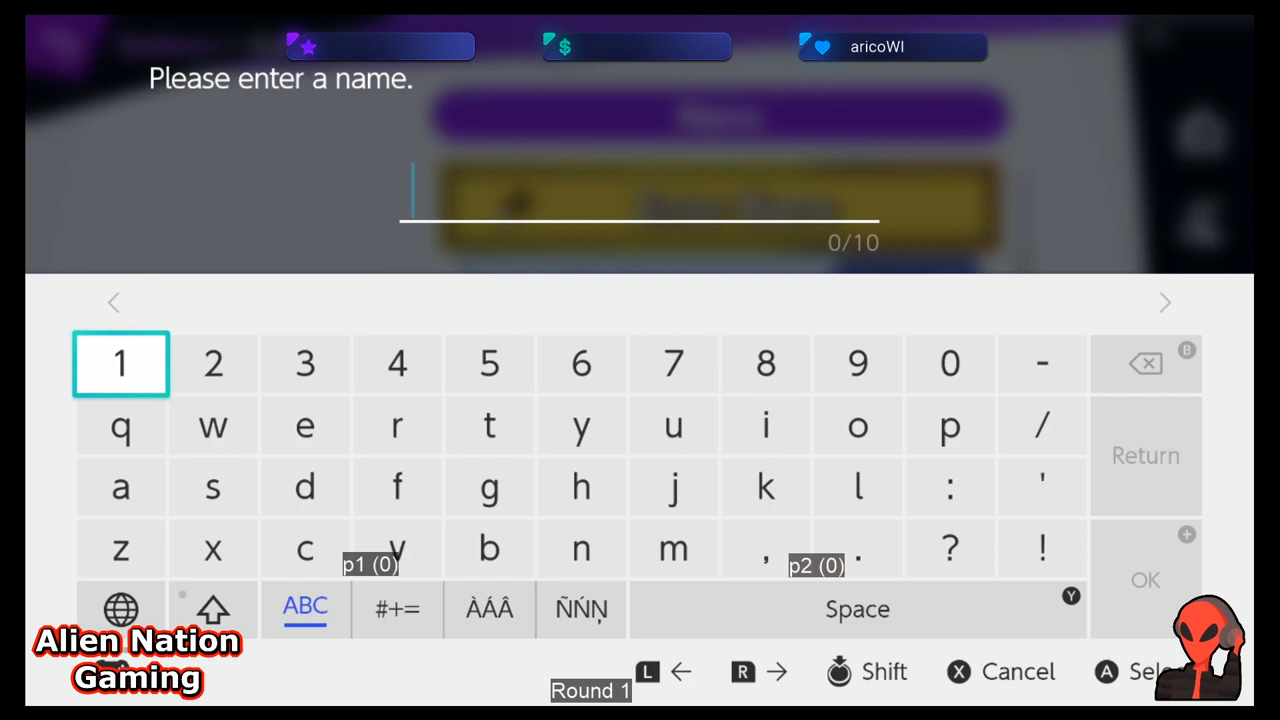 $ aricoWI
Please enter a name.
0/10
1 2 3 4 5 6 7 8 9 0 - B
q w e r t y u i o p / Return
a s d f g h j k l : '
z x c v b n m , . ? ! +
p1 (0) p2 (0)
ABC #+= ÀÁÂ ÑŃŅ Space Y OK
Alien Nation
Gaming
L ← R → Shift X Cancel A
Round 1